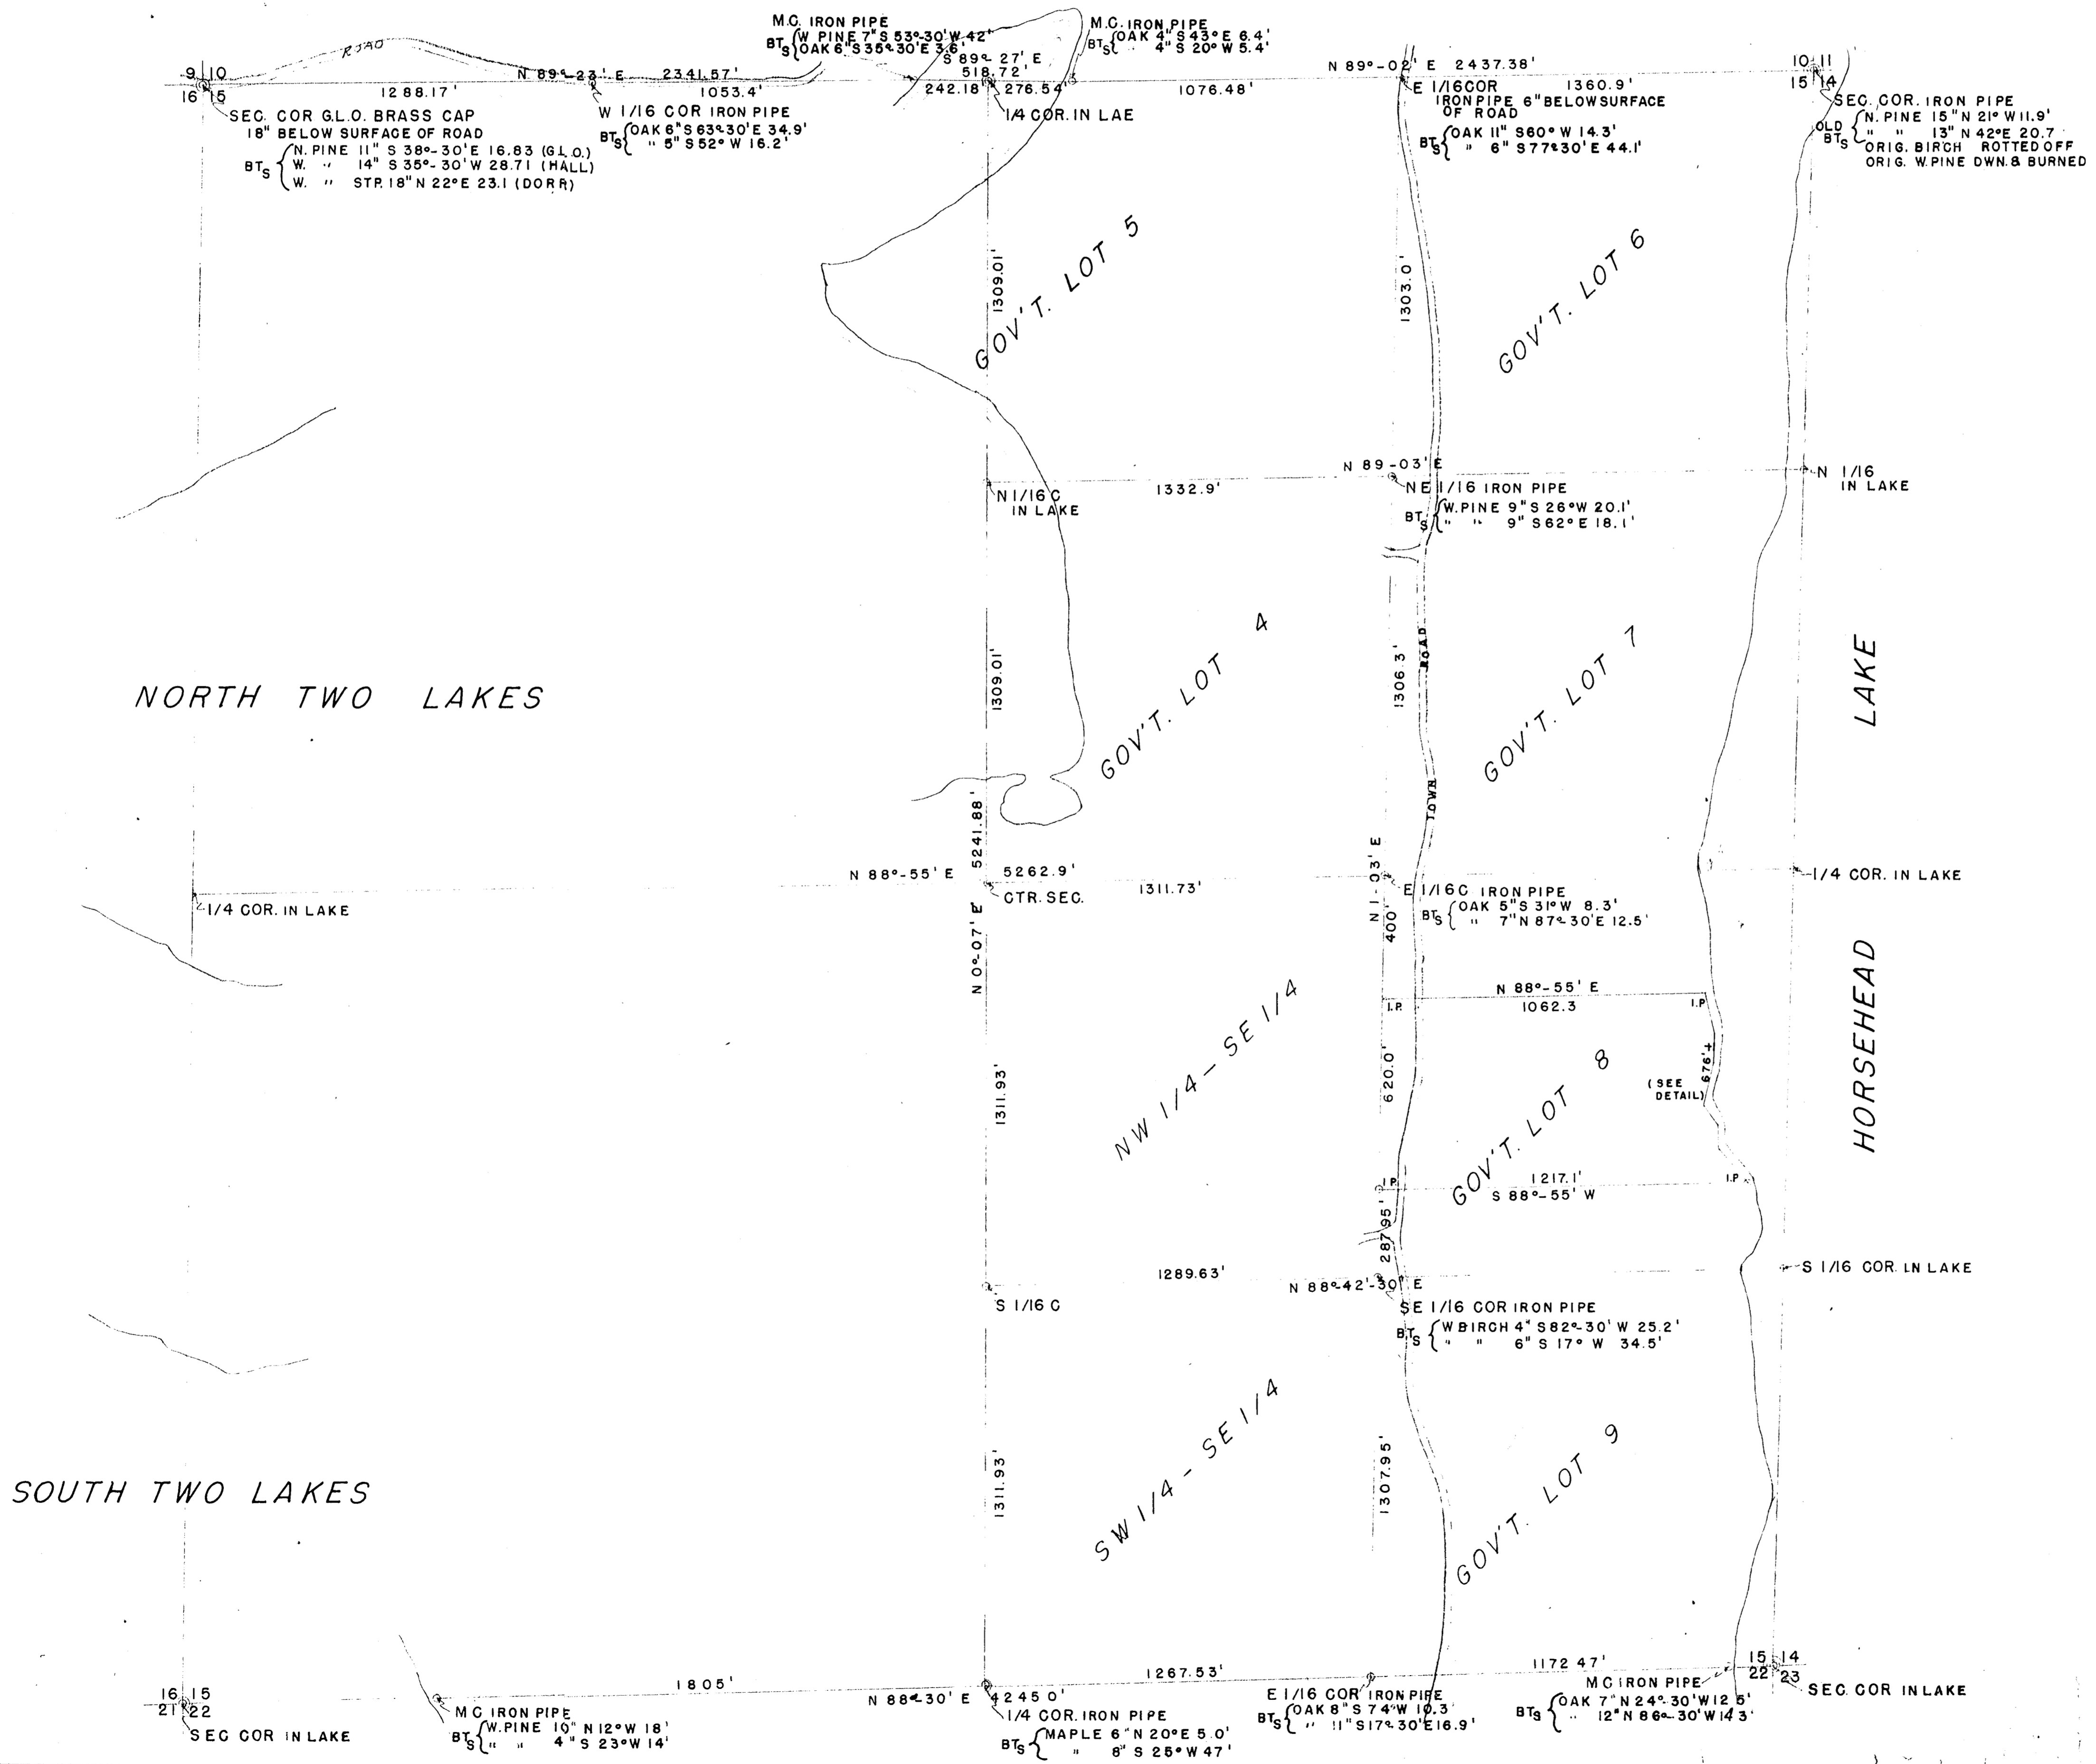 ROAD
M.C. IRON PIPE
BTS { W PINE 7" S 53°-30' W 42'
OAK 6" S 35°-30' E 3.6'
M.C. IRON PIPE
BTS { OAK 4" S 43° E 6.4'
" 4" S 20° W 5.4'
9 10
16 15
N 89°-23' E 2341.57'
1288.17' 1053.4'
S 89°- 27' E
518.72'
242.18' 276.54'
1/4 COR. IN LAE
N 89°-02' E 2437.38'
1076.48' 1360.9'
10 11
15 14
SEC. COR G.L.O. BRASS CAP
18" BELOW SURFACE OF ROAD
BTS { N. PINE 11" S 38°-30' E 16.83 (G.L.O.)
W. " 14" S 35°-30' W 28.71 (HALL)
W. " STP. 18" N 22° E 23.1 (DORR)
W 1/16 COR IRON PIPE
BTS { OAK 6" S 63°30' E 34.9'
" 5" S 52° W 16.2'
E 1/16 COR
IRON PIPE 6" BELOW SURFACE
OF ROAD
BTS { OAK 11" S60° W 14.3'
" 6" S77°30' E 44.1'
SEC. COR. IRON PIPE
OLD BTS { N. PINE 15" N 21° W 11.9'
" " 13" N 42° E 20.7
ORIG. BIRCH ROTTED OFF
ORIG. W. PINE DWN. & BURNED
1309.01'
GOV'T. LOT 5
1303.0'
GOV'T. LOT 6
N 89-03' E
1332.9'
N 1/16 C
IN LAKE
NE 1/16 IRON PIPE
BTS { W. PINE 9" S 26° W 20.1'
" " 9" S 62° E 18.1'
N 1/16
IN LAKE
NORTH TWO LAKES
1309.01'
GOV'T. LOT 4
1306.3'
TOWN ROAD
GOV'T. LOT 7
HORSEHEAD LAKE
N 0°-07' E 5241.88'
N 88°-55' E 5262.9'
1311.73'
1/4 COR. IN LAKE
CTR. SEC.
N 1-03' E
400'
E 1/16 C IRON PIPE
BTS { OAK 5" S 31° W 8.3'
" 7" N 87°-30' E 12.5'
1/4 COR. IN LAKE
I.P. N 88°-55' E I.P
1062.3
1311.93'
NW 1/4 - SE 1/4
620.0'
GOV'T. LOT 8
(SEE
DETAIL)
676'±
I.P. 1217.1' I.P
S 88°-55' W
287.95'
1289.63'
N 88°-42'-30" E
S 1/16 C
SE 1/16 COR IRON PIPE
BTS { W BIRCH 4" S82°-30' W 25.2'
" " 6" S 17° W 34.5'
S 1/16 COR. IN LAKE
1311.93'
SW 1/4 - SE 1/4
1307.95'
GOV'T. LOT 9
SOUTH TWO LAKES
16 15
21 22
SEC COR IN LAKE
1805'
N 88°-30' E 4245.0'
1267.53'
1172 47'
15 14
22 23
SEC. COR IN LAKE
M C IRON PIPE
BTS { W. PINE 10" N 12° W 18'
" " 4" S 23° W 14'
1/4 COR. IRON PIPE
BTS { MAPLE 6" N 20° E 5.0'
" 8" S 25° W 47'
E 1/16 COR IRON PIPE
BTS { OAK 8" S 74° W 10.3'
" 11" S17°-30' E 16.9'
M C IRON PIPE
BTS { OAK 7" N 24°-30' W 12.5'
" 12" N 86°-30' W 14 3'